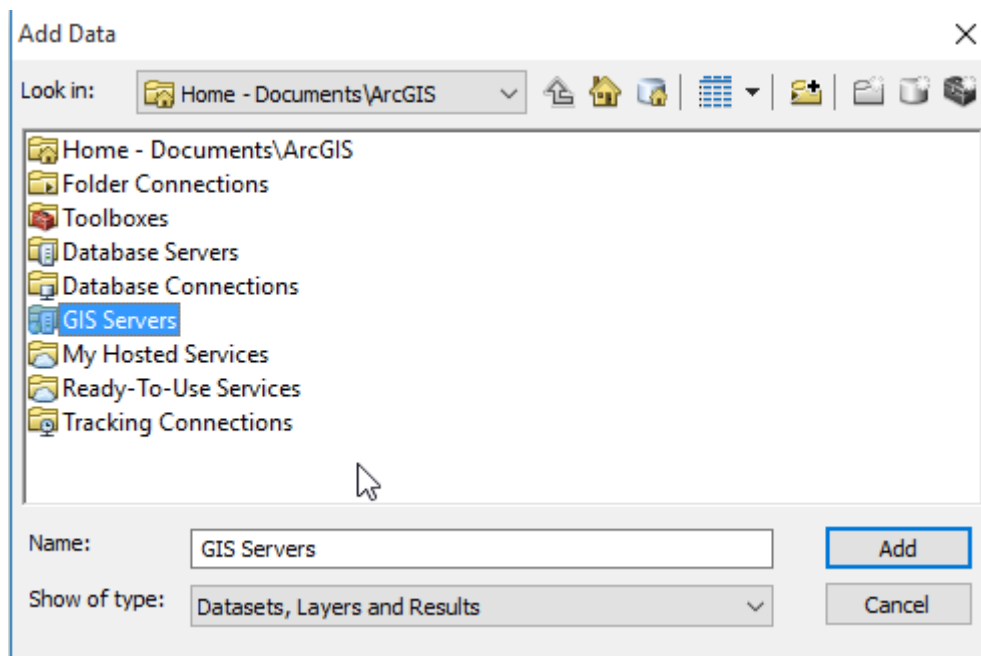 Add Data
Look in: Home - Documents\ArcGIS
Home - Documents\ArcGIS
Folder Connections
Toolboxes
Database Servers
Database Connections
GIS Servers
My Hosted Services
Ready-To-Use Services
Tracking Connections
Name: GIS Servers Add
Show of type: Datasets, Layers and Results Cancel